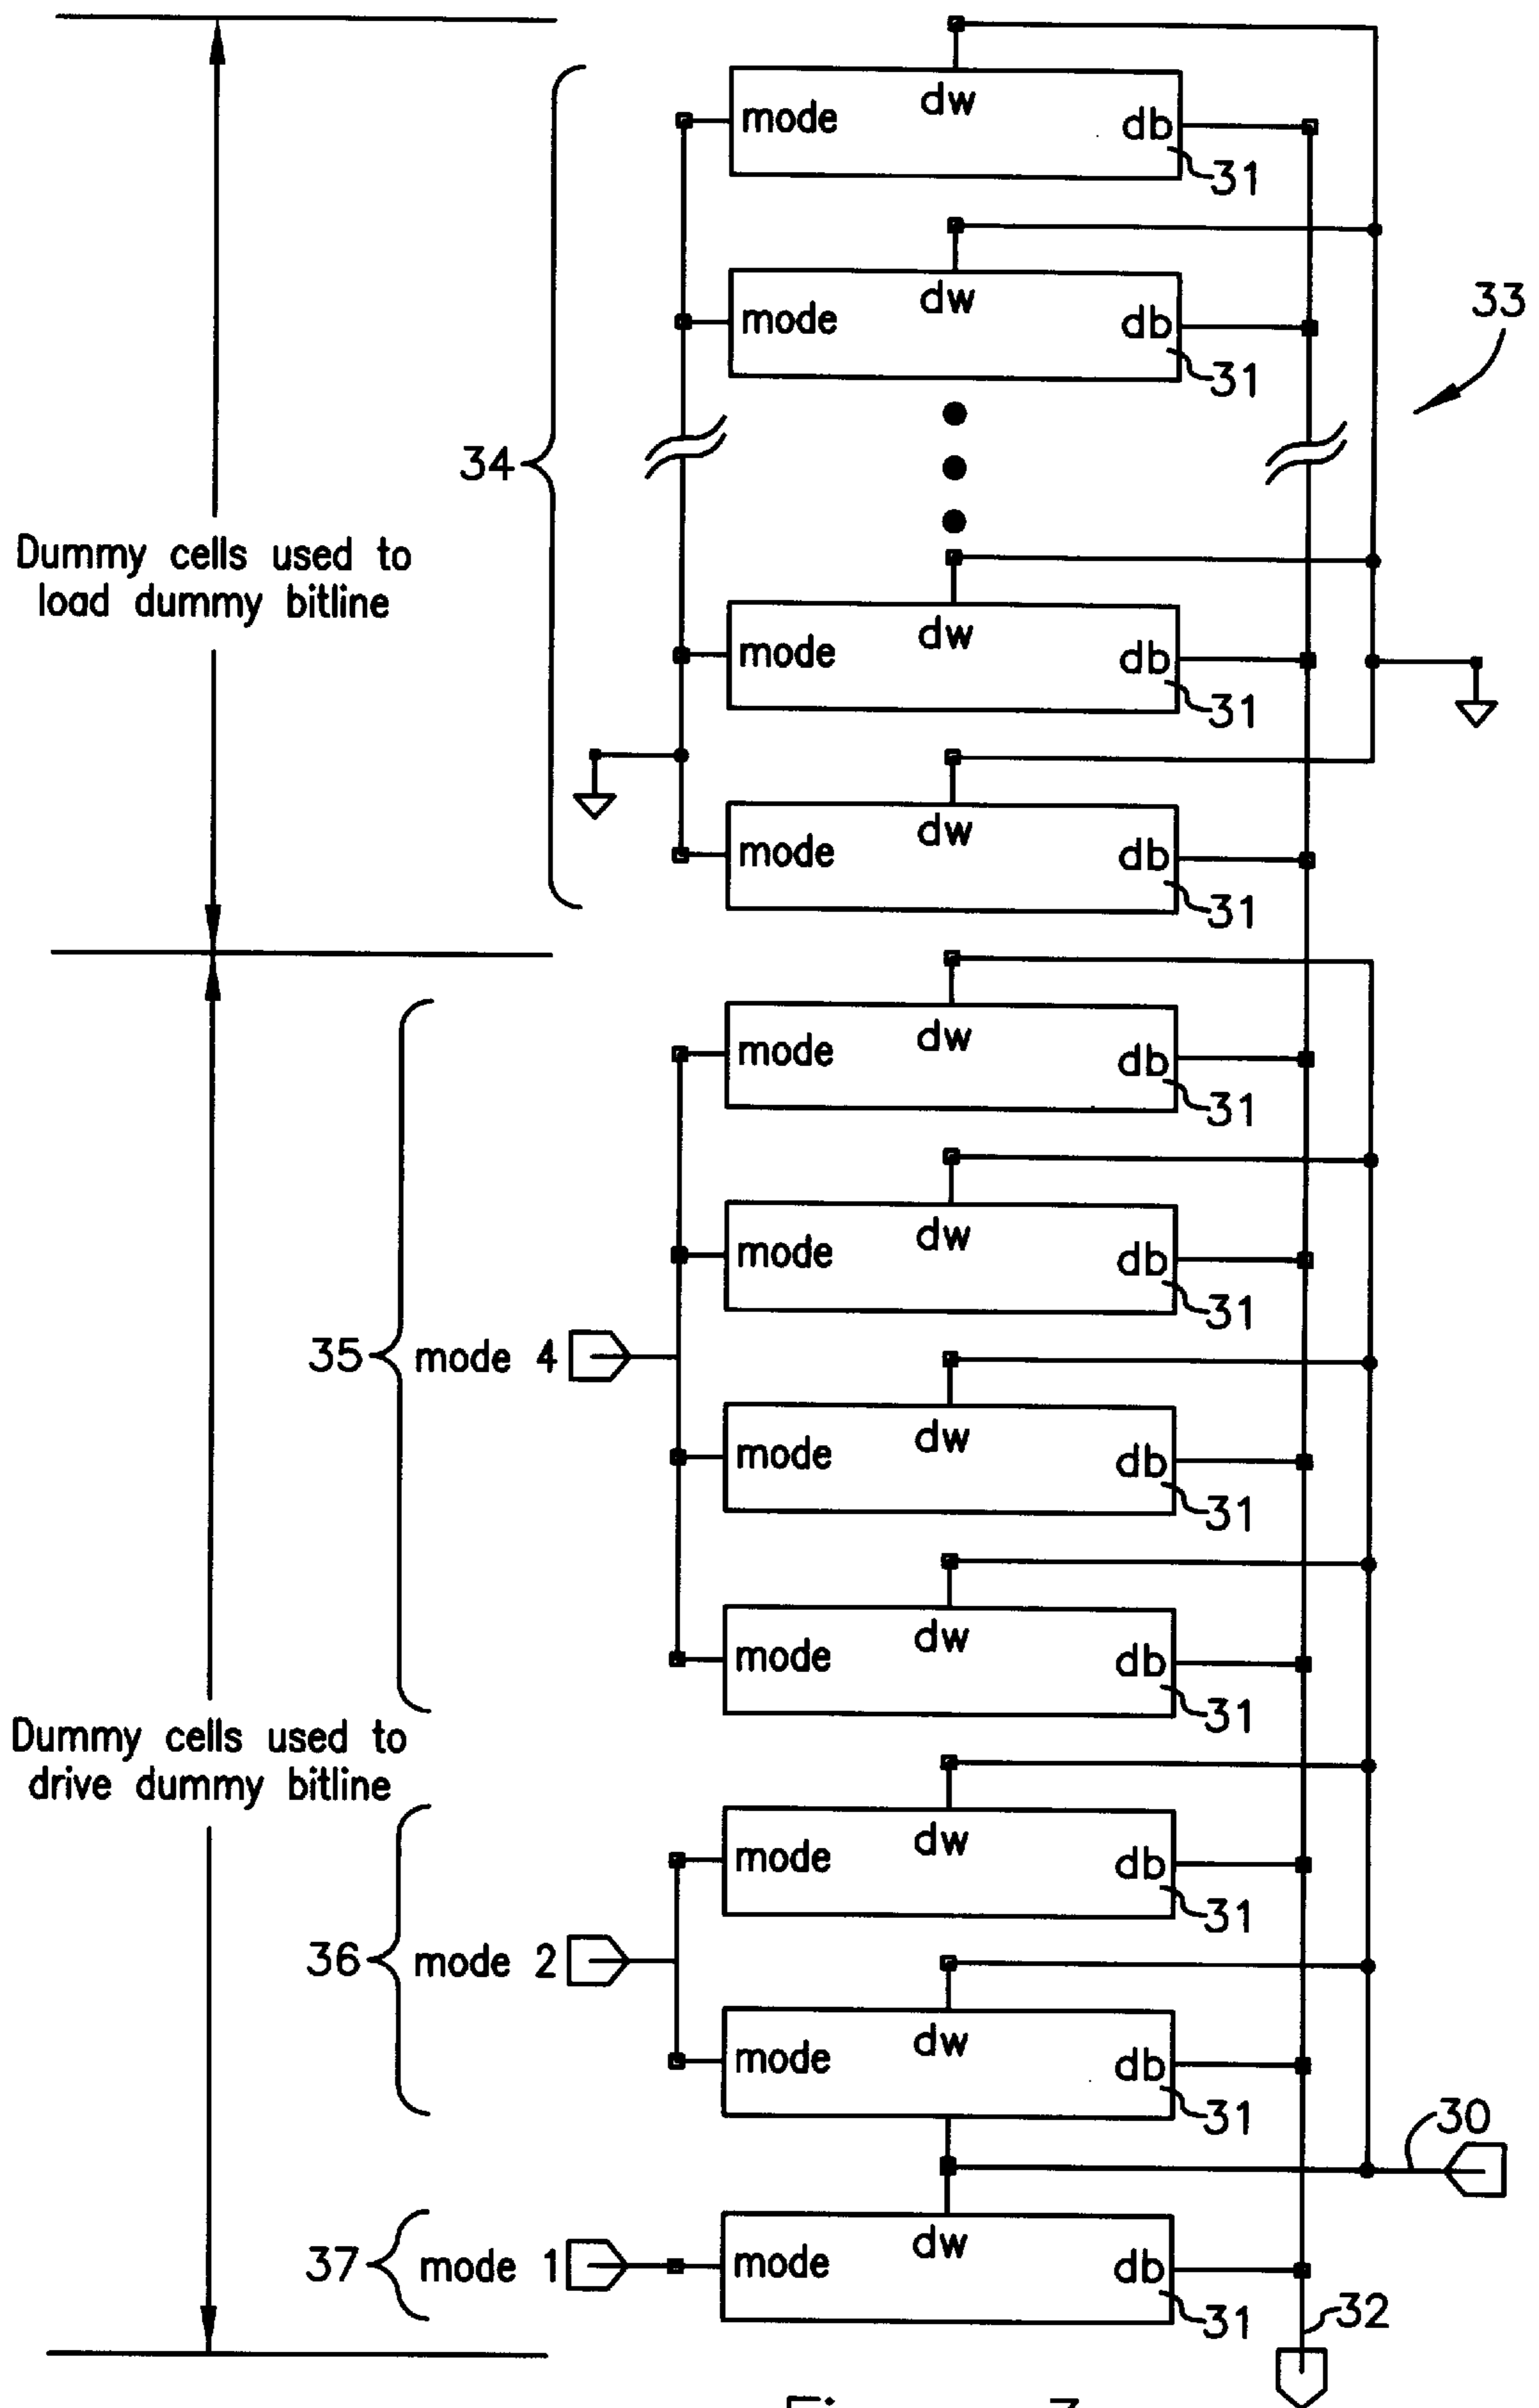 dw
mode
db
31
dw
mode
db
31
33
34
Dummy cells used to
load dummy bitline
dw
mode
db
31
dw
mode
db
31
dw
mode
db
31
dw
mode
db
31
35
mode 4
dw
mode
db
31
dw
mode
db
31
Dummy cells used to
drive dummy bitline
dw
mode
db
31
36
mode 2
dw
mode
db
31
30
37
mode 1
dw
mode
db
31
32